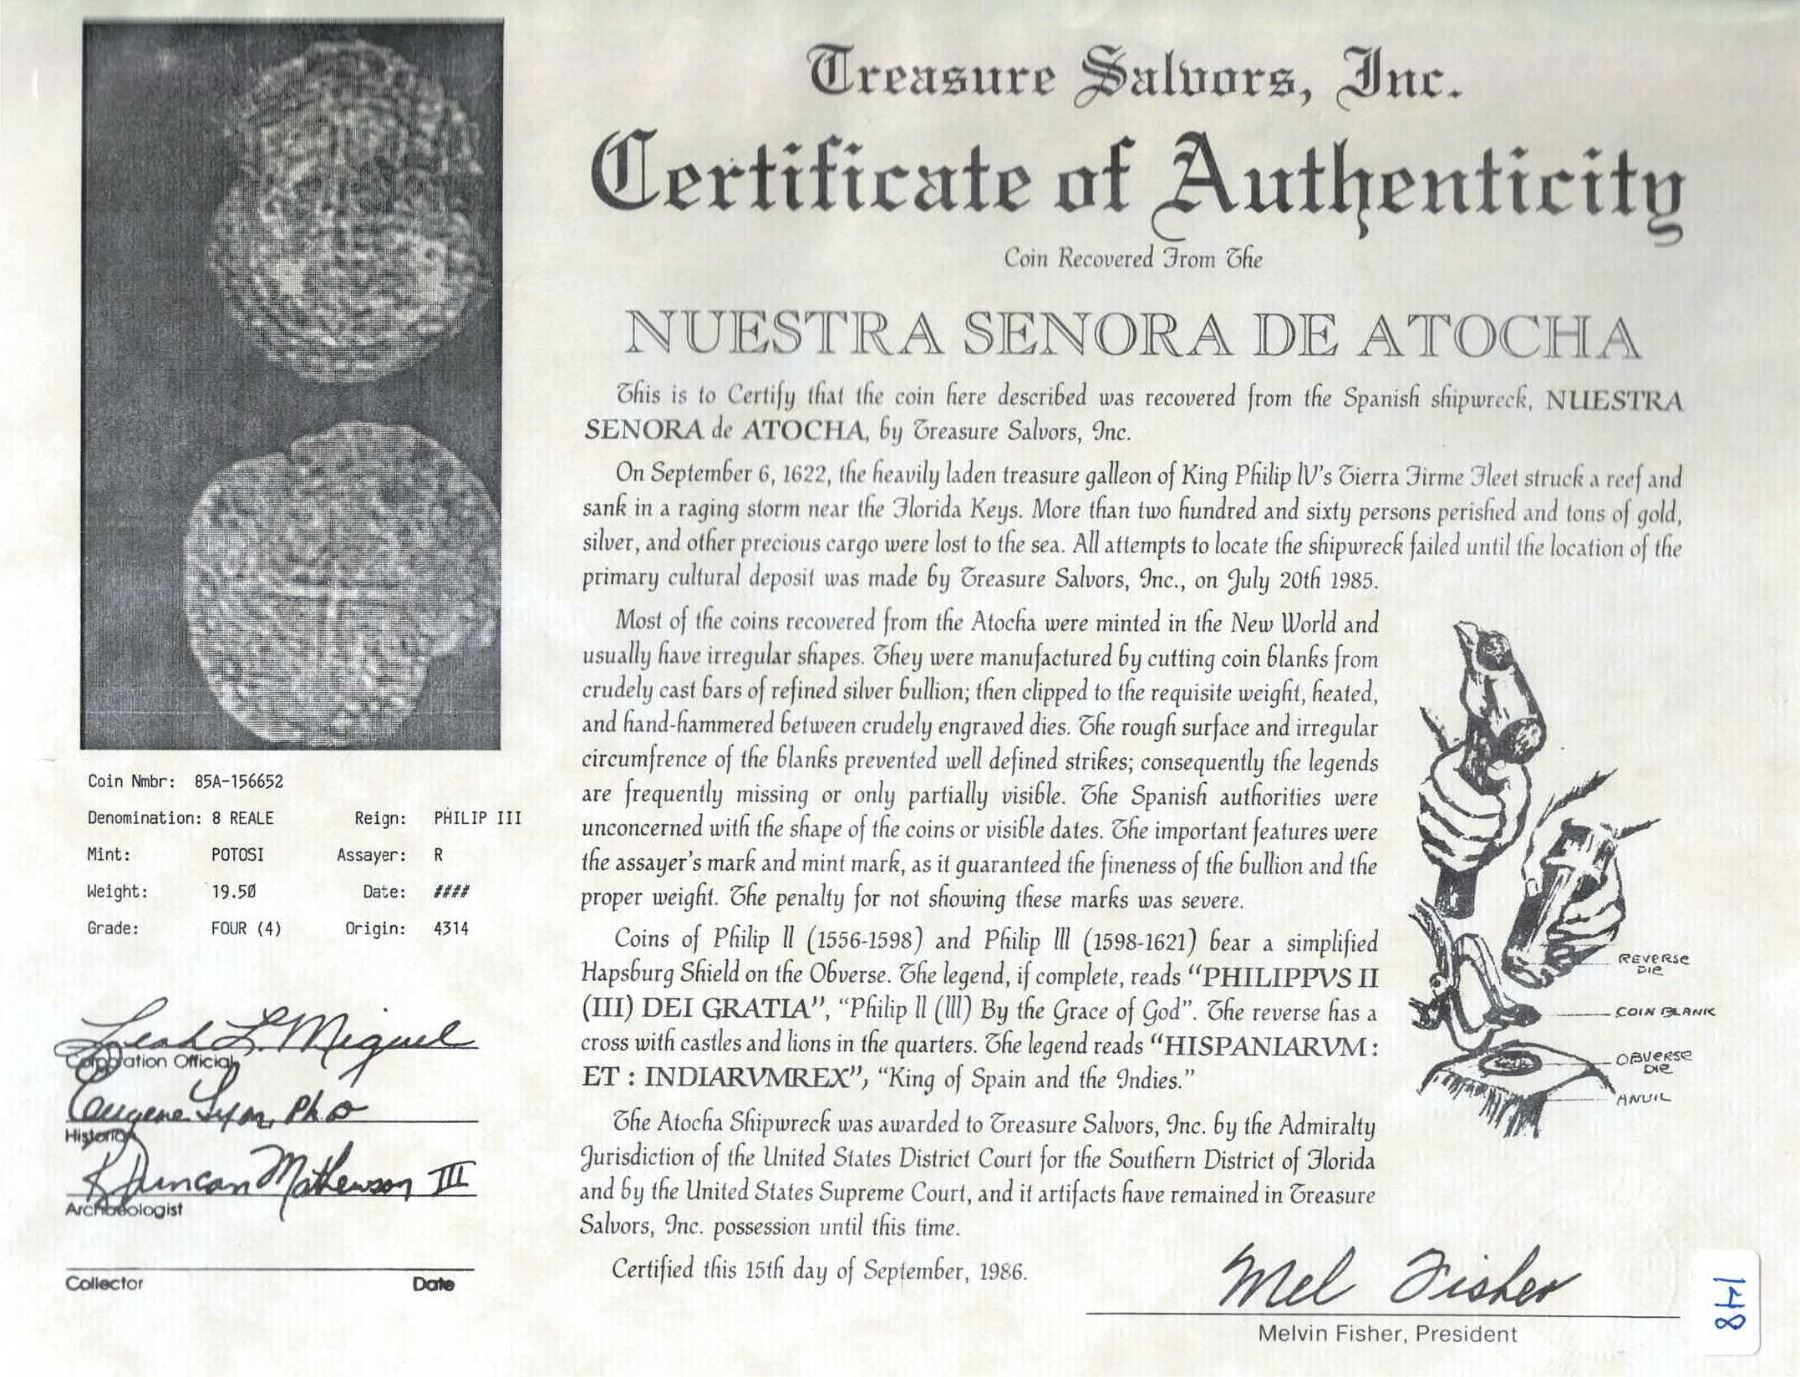 Treasure Salvors, Inc.
Certificate of Authenticity
Coin Recovered From The
NUESTRA SENORA DE ATOCHA
This is to Certify that the coin here described was recovered from the Spanish shipwreck, NUESTRA
SENORA de ATOCHA, by Treasure Salvors, Inc.
On September 6, 1622, the heavily laden treasure galleon of King Philip IV's Tierra Firme Fleet struck a reef and
sank in a raging storm near the Florida Keys. More than two hundred and sixty persons perished and tons of gold,
silver, and other precious cargo were lost to the sea. All attempts to locate the shipwreck failed until the location of the
primary cultural deposit was made by Treasure Salvors, Inc., on July 20th 1985.
Most of the coins recovered from the Atocha were minted in the New World and
usually have irregular shapes. They were manufactured by cutting coin blanks from
crudely cast bars of refined silver bullion; then clipped to the requisite weight, heated,
and hand-hammered between crudely engraved dies. The rough surface and irregular
circumfrence of the blanks prevented well defined strikes; consequently the legends
are frequently missing or only partially visible. The Spanish authorities were
unconcerned with the shape of the coins or visible dates. The important features were
the assayer's mark and mint mark, as it guaranteed the fineness of the bullion and the
proper weight. The penalty for not showing these marks was severe.
Coins of Philip II (1556-1598) and Philip III (1598-1621) bear a simplified
Hapsburg Shield on the Obverse. The legend, if complete, reads "PHILIPPVS II
(III) DEI GRATIA", "Philip II (III) By the Grace of God". The reverse has a
cross with castles and lions in the quarters. The legend reads "HISPANIARVM :
ET : INDIARVMREX", "King of Spain and the Indies."
The Atocha Shipwreck was awarded to Treasure Salvors, Inc. by the Admiralty
Jurisdiction of the United States District Court for the Southern District of Florida
and by the United States Supreme Court, and it artifacts have remained in Treasure
Salvors, Inc. possession until this time.
Certified this 15th day of September, 1986.
REVERSE
DIE
COIN BLANK
OBVERSE
DIE
ANVIL
Coin Nmbr: 85A-156652
Denomination: 8 REALE Reign: PHILIP III
Mint: POTOSI Assayer: R
Weight: 19.50 Date: ####
Grade: FOUR (4) Origin: 4314
Leah L. Miguel
Corporation Official
Eugene Lyon, PhD
Historian
R Duncan Mathewson III
Archaeologist
Collector Date
Mel Fisher
Melvin Fisher, President
148